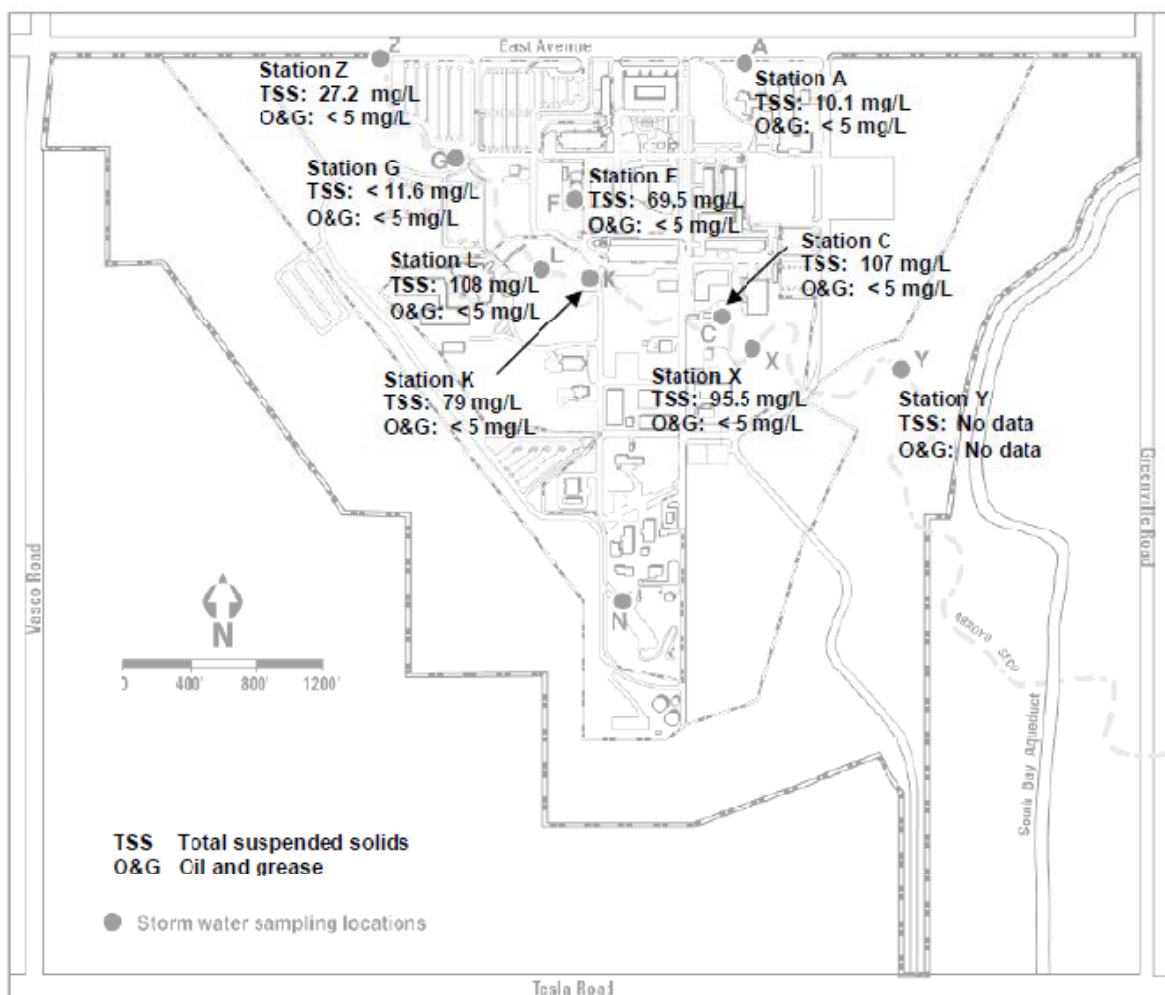 Z
East Avenue
A
Station Z
TSS: 27.2 mg/L
O&G: < 5 mg/L
Station A
TSS: 10.1 mg/L
O&G: < 5 mg/L
G
Station G
TSS: < 11.6 mg/L
O&G: < 5 mg/L
F
Station F
TSS: 69.5 mg/L
O&G: < 5 mg/L
Station C
TSS: 107 mg/L
O&G: < 5 mg/L
L
Station L
TSS: 108 mg/L
O&G: < 5 mg/L
K
C
X
Y
Station K
TSS: 79 mg/L
O&G: < 5 mg/L
Station X
TSS: 95.5 mg/L
O&G: < 5 mg/L
Station Y
TSS: No data
O&G: No data
Vasco Road
Greenville Road
N
0 400' 800' 1200'
N
ARROYO SECO
South Bay Aqueduct
TSS Total suspended solids
O&G Oil and grease
Storm water sampling locations
Tesla Road